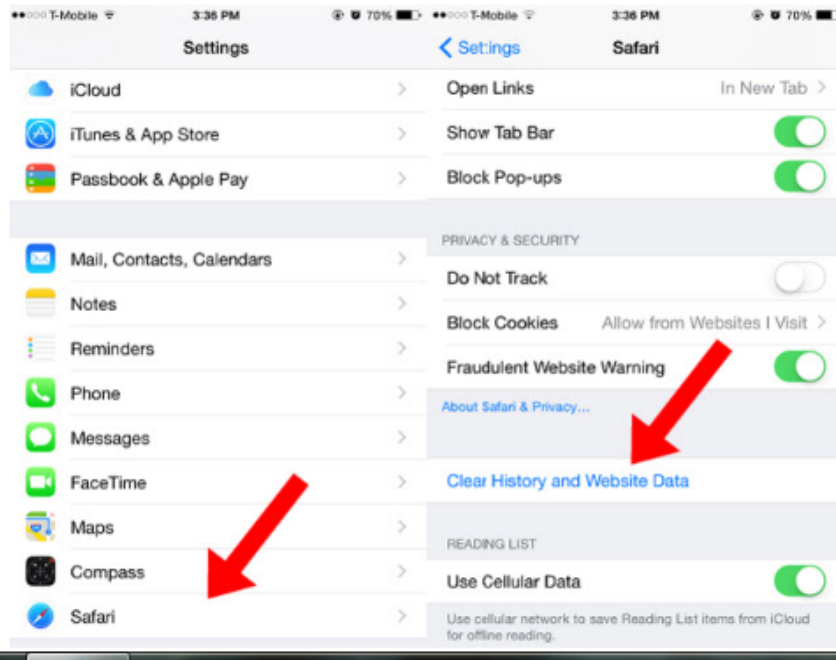 T-Mobile 3:35 PM 70%
Settings
iCloud
iTunes & App Store
Passbook & Apple Pay
Mail, Contacts, Calendars
Notes
Reminders
Phone
Messages
FaceTime
Maps
Compass
Safari
T-Mobile 3:36 PM 70%
Settings Safari
Open Links In New Tab
Show Tab Bar
Block Pop-ups
PRIVACY & SECURITY
Do Not Track
Block Cookies Allow from Websites I Visit
Fraudulent Website Warning
About Safari & Privacy...
Clear History and Website Data
READING LIST
Use Cellular Data
Use cellular network to save Reading List items from iCloud
for offline reading.